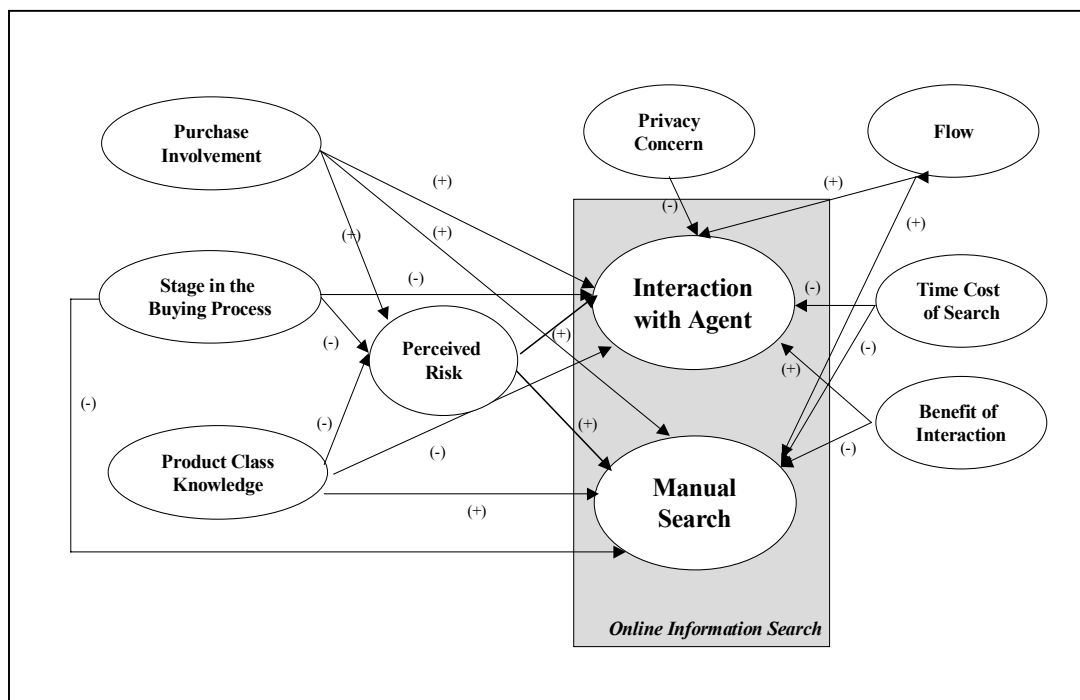 Purchase
Involvement
Privacy
Concern
Flow
(+)
(+)
(-)
(+)
(+)
(+)
Stage in the
Buying Process
(-)
Interaction
with Agent
(-)
Time Cost
of Search
(-)
Perceived
Risk
(+)
(-)
(+)
(-)
Benefit of
Interaction
(-)
(+)
(-)
(-)
Product Class
Knowledge
Manual
Search
(+)
Online Information Search